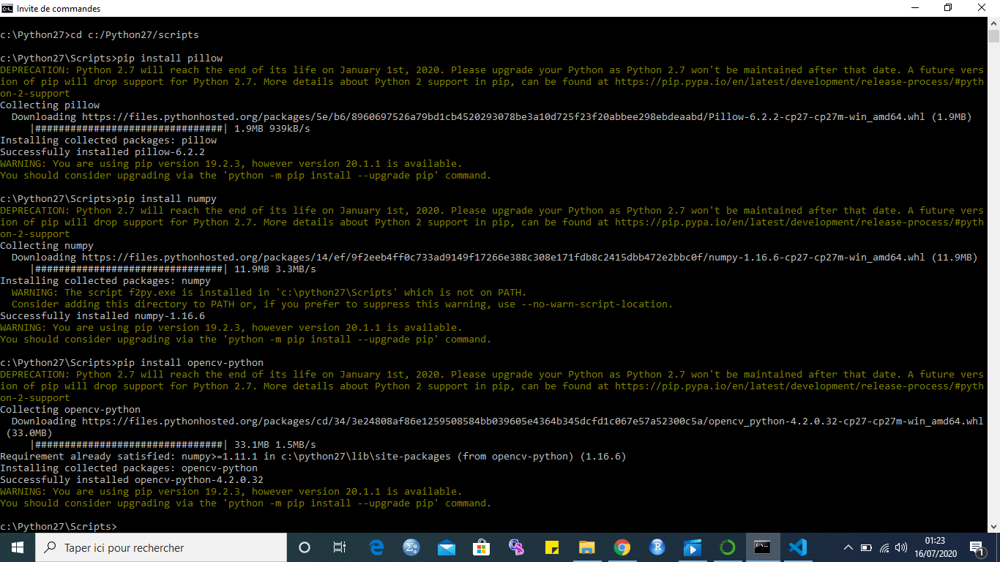 Invite de commandes
c:\Python27>cd c:/Python27/scripts
c:\Python27\Scripts>pip install pillow
DEPRECATION: Python 2.7 will reach the end of its life on January 1st, 2020. Please upgrade your Python as Python 2.7 won't be maintained after that date. A future vers
ion of pip will drop support for Python 2.7. More details about Python 2 support in pip, can be found at https://pip.pypa.io/en/latest/development/release-process/#pyth
on-2-support
Collecting pillow
  Downloading https://files.pythonhosted.org/packages/5e/b6/8960697526a79bd1cb4520293078be3a10d725f23f20abbee298ebdeaabd/Pillow-6.2.2-cp27-cp27m-win_amd64.whl (1.9MB)
     |################################| 1.9MB 939kB/s
Installing collected packages: pillow
Successfully installed pillow-6.2.2
WARNING: You are using pip version 19.2.3, however version 20.1.1 is available.
You should consider upgrading via the 'python -m pip install --upgrade pip' command.
c:\Python27\Scripts>pip install numpy
DEPRECATION: Python 2.7 will reach the end of its life on January 1st, 2020. Please upgrade your Python as Python 2.7 won't be maintained after that date. A future vers
ion of pip will drop support for Python 2.7. More details about Python 2 support in pip, can be found at https://pip.pypa.io/en/latest/development/release-process/#pyth
on-2-support
Collecting numpy
  Downloading https://files.pythonhosted.org/packages/14/ef/9f2eeb4ff0c733ad9149f17266e388c308e171fdb8c2415dbb472e2bbc0f/numpy-1.16.6-cp27-cp27m-win_amd64.whl (11.9MB)
     |################################| 11.9MB 3.3MB/s
Installing collected packages: numpy
  WARNING: The script f2py.exe is installed in 'c:\python27\Scripts' which is not on PATH.
  Consider adding this directory to PATH or, if you prefer to suppress this warning, use --no-warn-script-location.
Successfully installed numpy-1.16.6
WARNING: You are using pip version 19.2.3, however version 20.1.1 is available.
You should consider upgrading via the 'python -m pip install --upgrade pip' command.
c:\Python27\Scripts>pip install opencv-python
DEPRECATION: Python 2.7 will reach the end of its life on January 1st, 2020. Please upgrade your Python as Python 2.7 won't be maintained after that date. A future vers
ion of pip will drop support for Python 2.7. More details about Python 2 support in pip, can be found at https://pip.pypa.io/en/latest/development/release-process/#pyth
on-2-support
Collecting opencv-python
  Downloading https://files.pythonhosted.org/packages/cd/34/3e24808af86e1259508584bb039605e4364b345dcfd1c067e57a52300c5a/opencv_python-4.2.0.32-cp27-cp27m-win_amd64.whl
 (33.0MB)
     |################################| 33.1MB 1.5MB/s
Requirement already satisfied: numpy>=1.11.1 in c:\python27\lib\site-packages (from opencv-python) (1.16.6)
Installing collected packages: opencv-python
Successfully installed opencv-python-4.2.0.32
WARNING: You are using pip version 19.2.3, however version 20.1.1 is available.
You should consider upgrading via the 'python -m pip install --upgrade pip' command.
c:\Python27\Scripts>
Taper ici pour rechercher
01:23
16/07/2020
1